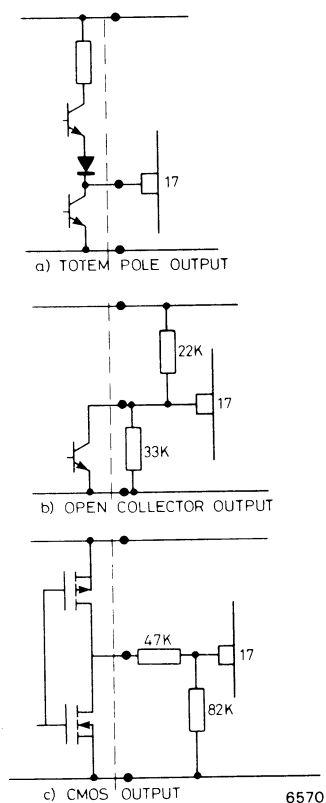 17
a) TOTEM POLE OUTPUT
22K
17
33K
b) OPEN COLLECTOR OUTPUT
47K
17
82K
c) CMOS OUTPUT
6570